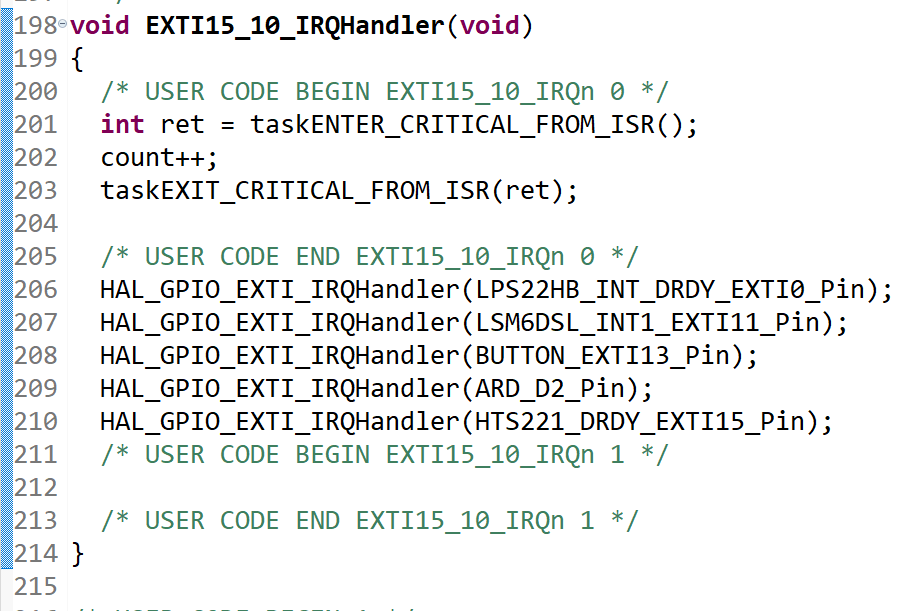 198 void EXTI15_10_IRQHandler(void)
199 {
200   /* USER CODE BEGIN EXTI15_10_IRQn 0 */
201   int ret = taskENTER_CRITICAL_FROM_ISR();
202   count++;
203   taskEXIT_CRITICAL_FROM_ISR(ret);
204
205   /* USER CODE END EXTI15_10_IRQn 0 */
206   HAL_GPIO_EXTI_IRQHandler(LPS22HB_INT_DRDY_EXTI0_Pin);
207   HAL_GPIO_EXTI_IRQHandler(LSM6DSL_INT1_EXTI11_Pin);
208   HAL_GPIO_EXTI_IRQHandler(BUTTON_EXTI13_Pin);
209   HAL_GPIO_EXTI_IRQHandler(ARD_D2_Pin);
210   HAL_GPIO_EXTI_IRQHandler(HTS221_DRDY_EXTI15_Pin);
211   /* USER CODE BEGIN EXTI15_10_IRQn 1 */
212
213   /* USER CODE END EXTI15_10_IRQn 1 */
214 }
215